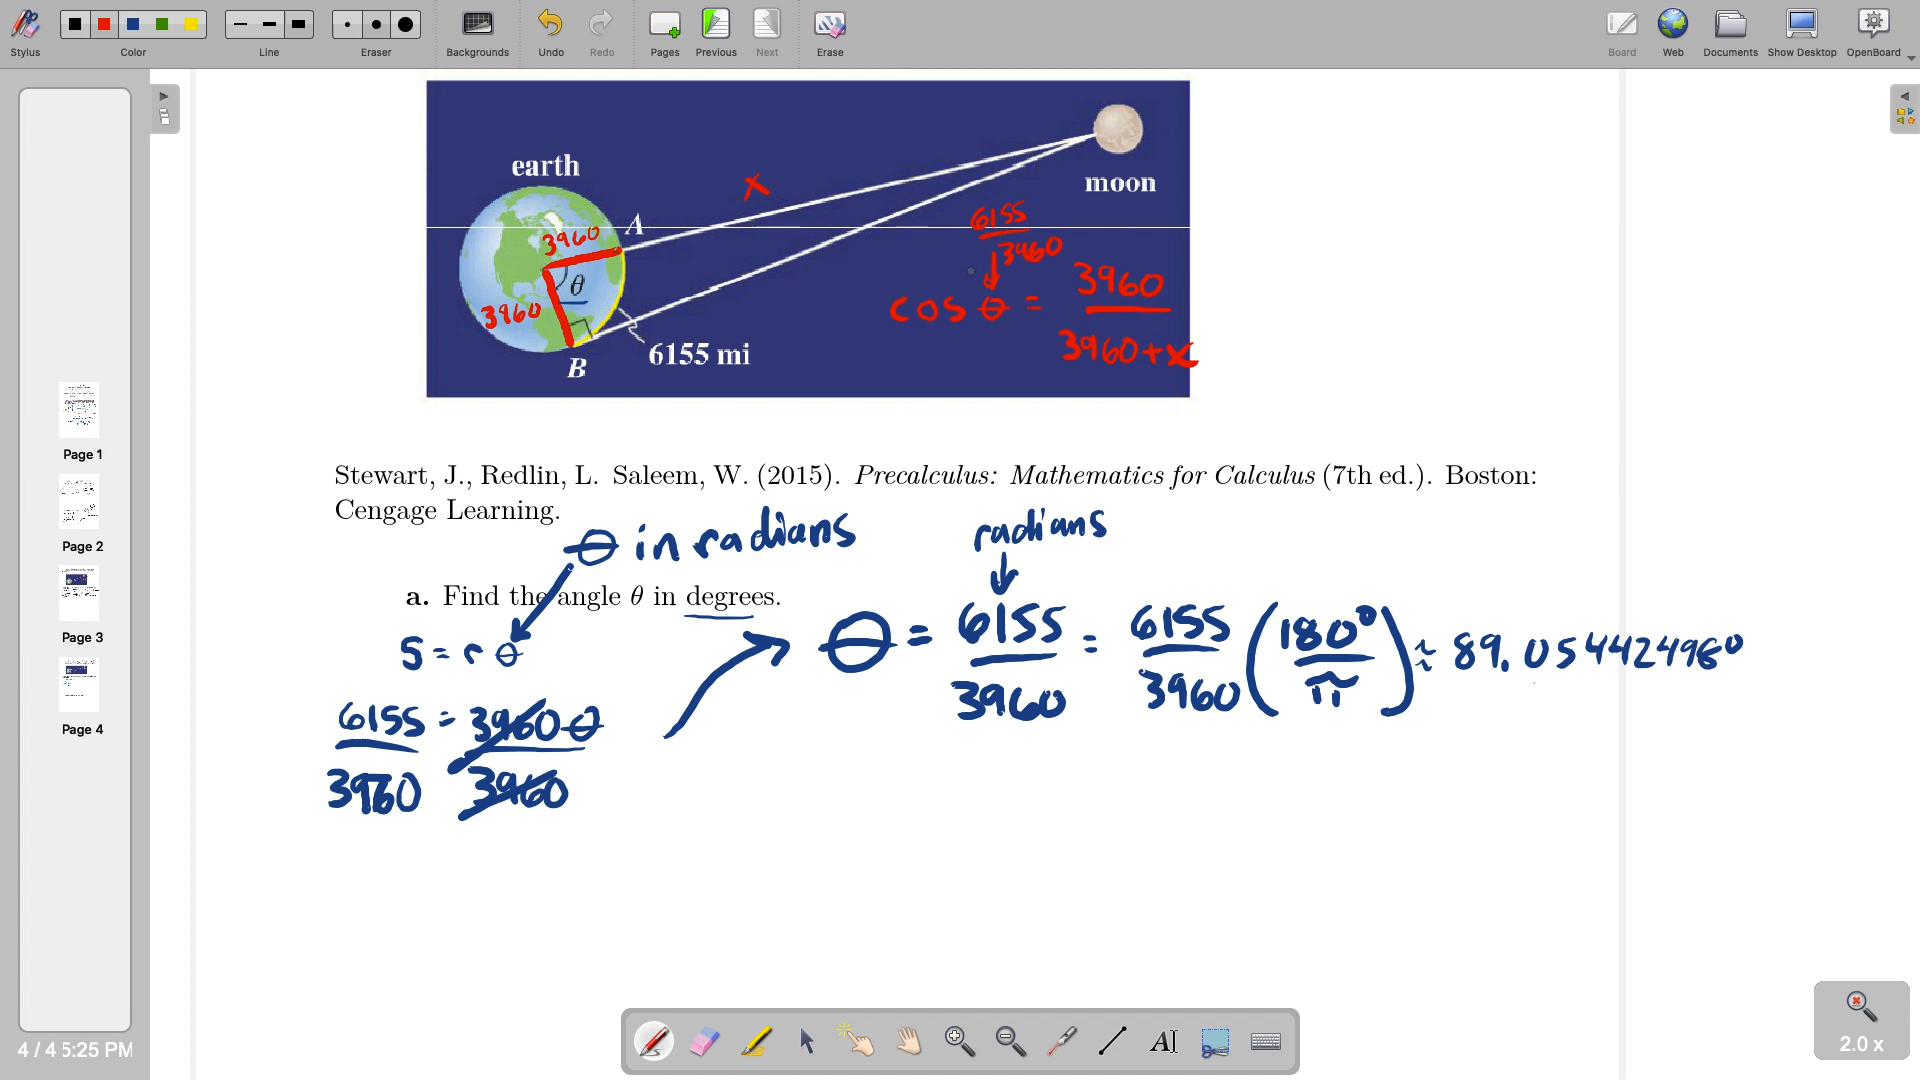 Stylus
Color
Line
Eraser
Backgrounds
Undo
Redo
Pages
Previous
Next
Erase
Board
Web
Documents
Show Desktop
OpenBoard
Page 1
Page 2
Page 3
Page 4
4 / 4 5:25 PM
earth
moon
A
x
3960
θ
3960
B
6155 mi
6155
3960
cos θ = 3960
3960+x
Stewart, J., Redlin, L. Saleem, W. (2015). Precalculus: Mathematics for Calculus (7th ed.). Boston:
Cengage Learning.
θ in radians
radians
a. Find the angle θ in degrees.
S = r θ
6155 = 3960 θ
3960 3960
θ = 6155 = 6155 (180° ≈ 89.054424960
3960 3960 π)
2.0 x